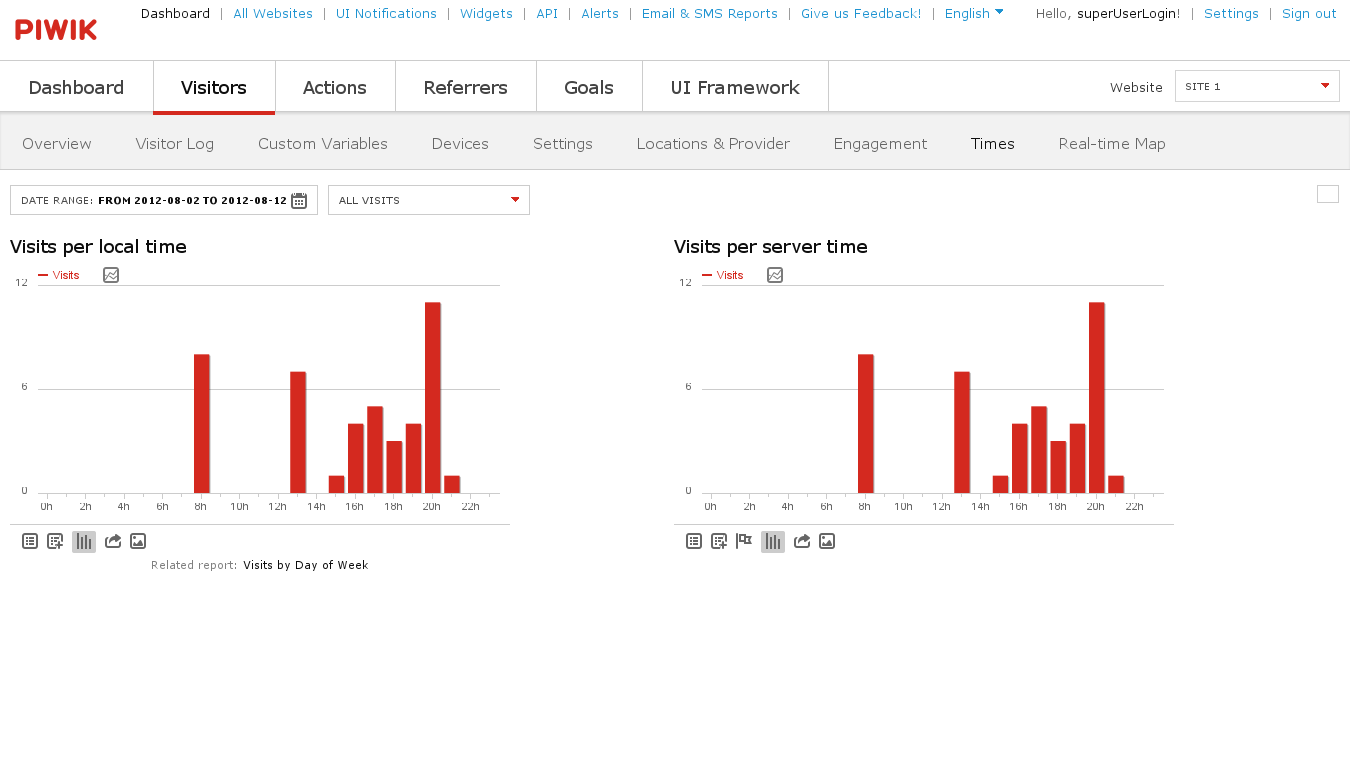 PIWIK
Dashboard | All Websites | UI Notifications | Widgets | API | Alerts | Email & SMS Reports | Give us Feedback! | English
Hello, superUserLogin! | Settings | Sign out
Dashboard Visitors Actions Referrers Goals UI Framework
Website SITE 1
Overview Visitor Log Custom Variables Devices Settings Locations & Provider Engagement Times Real-time Map
DATE RANGE: FROM 2012-08-02 TO 2012-08-12
ALL VISITS
Visits per local time
Visits
12
6
0
0h 2h 4h 6h 8h 10h 12h 14h 16h 18h 20h 22h
Related report: Visits by Day of Week
Visits per server time
Visits
12
6
0
0h 2h 4h 6h 8h 10h 12h 14h 16h 18h 20h 22h